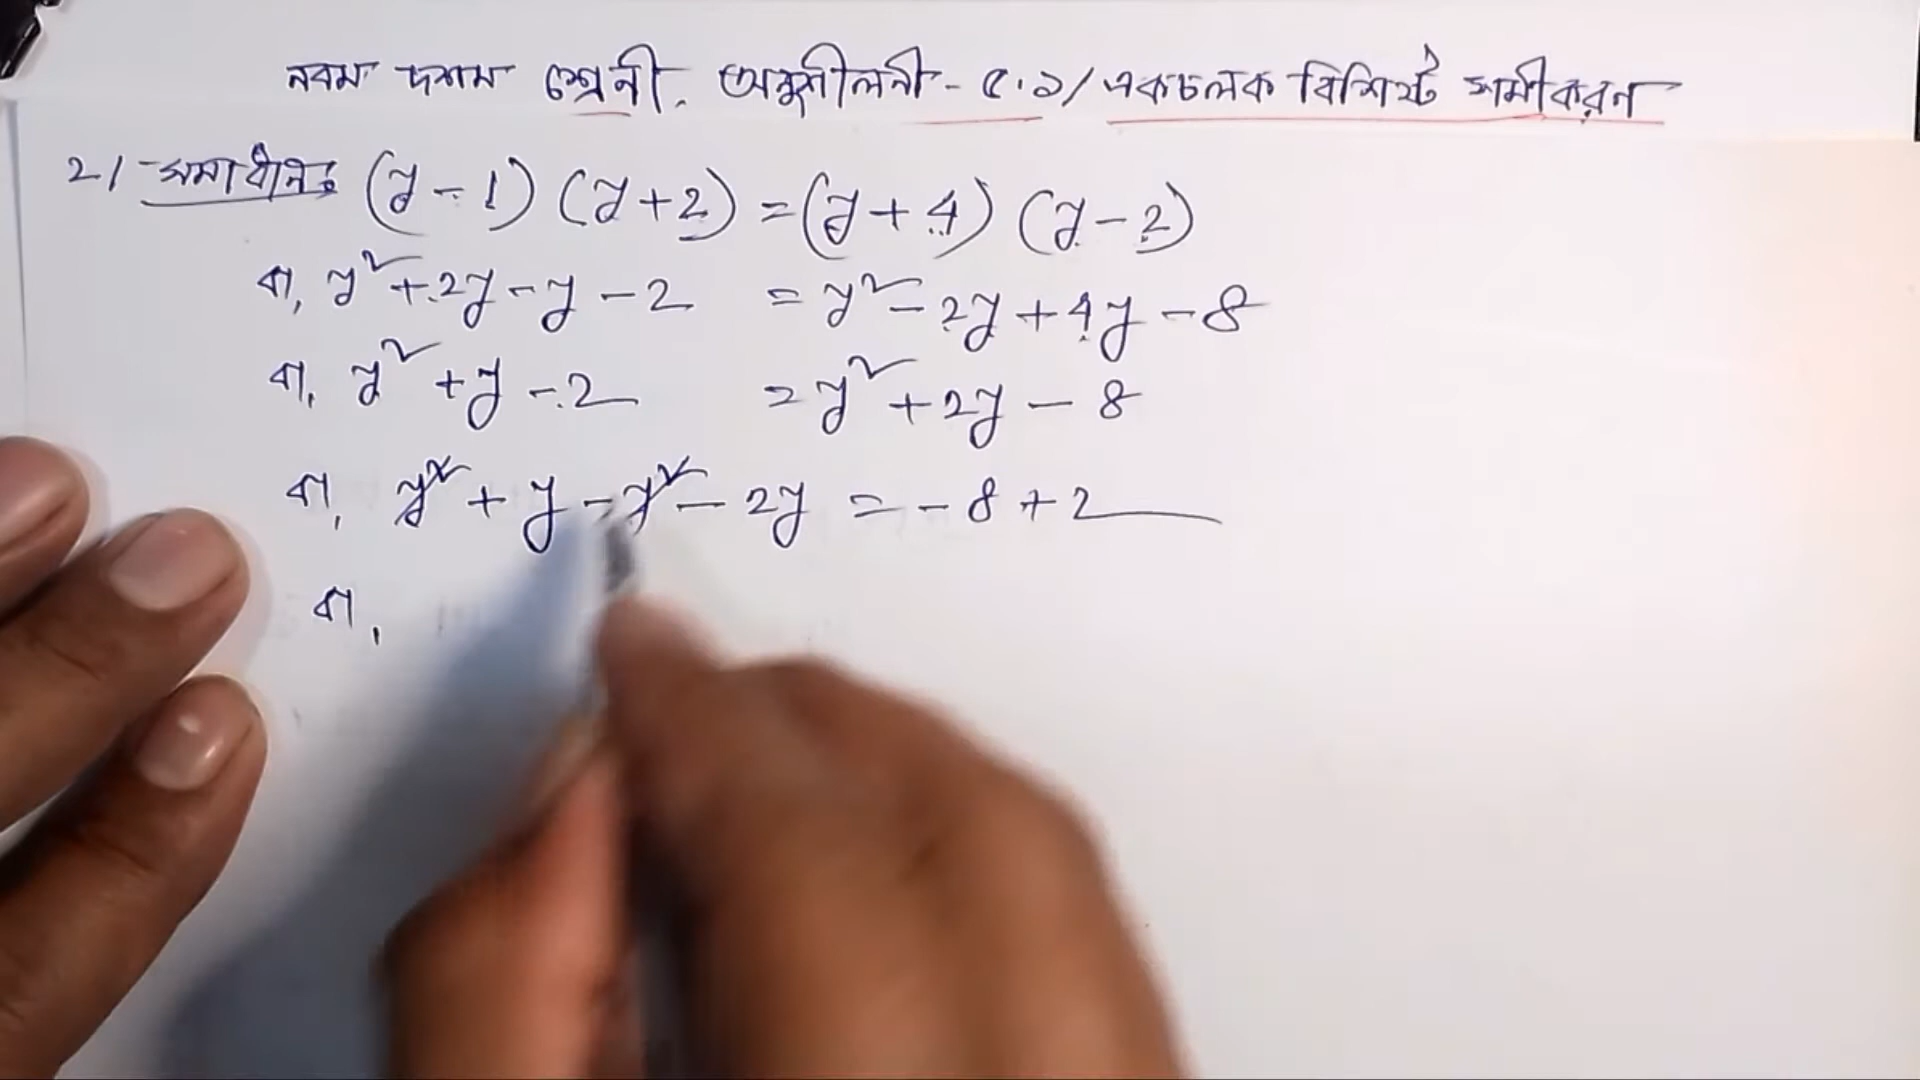 নবম দশম শ্রেনী. অনুশীলনী - ৫.১/ একচলক বিশিষ্ট সমীকরন
2/ সমাধানঃ (y - 1) (y + 2) = (y + 4) (y - 2)
বা, y² + 2y - y - 2 = y² - 2y + 4y - 8
বা, y² + y - 2 = y² + 2y - 8
বা, y² + y - y² - 2y = - 8 + 2
বা,